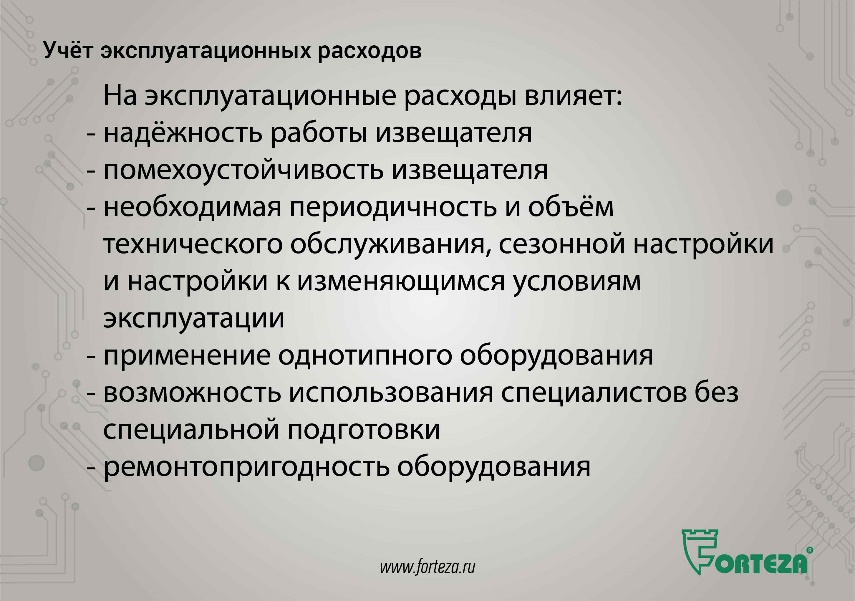 Учёт эксплуатационных расходов
На эксплуатационные расходы влияет:
- надёжность работы извещателя
- помехоустойчивость извещателя
- необходимая периодичность и объём
технического обслуживания, сезонной настройки
и настройки к изменяющимся условиям
эксплуатации
- применение однотипного оборудования
- возможность использования специалистов без
специальной подготовки
- ремонтопригодность оборудования
www.forteza.ru
FORTEZA®